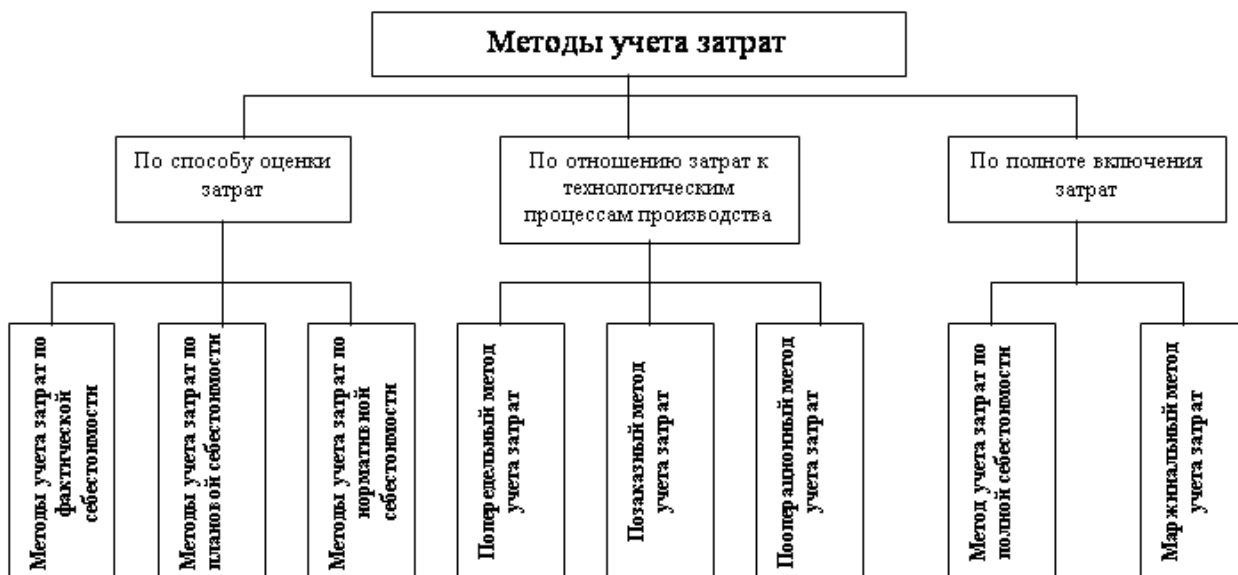 Методы учета затрат
По способу оценки
затрат
По отношению затрат к
технологическим
процессам производства
По полноте включения
затрат
Методы учета затрат по
фактической
себестоимости
Методы учета затрат по
плановой себестоимости
Методы учета затрат по
нормативной
себестоимости
Попередельный метод
учета затрат
Позаказный метод
учета затрат
Пооперационный метод
учета затрат
Метод учета затрат по
полной себестоимости
Маржинальный метод
учета затрат